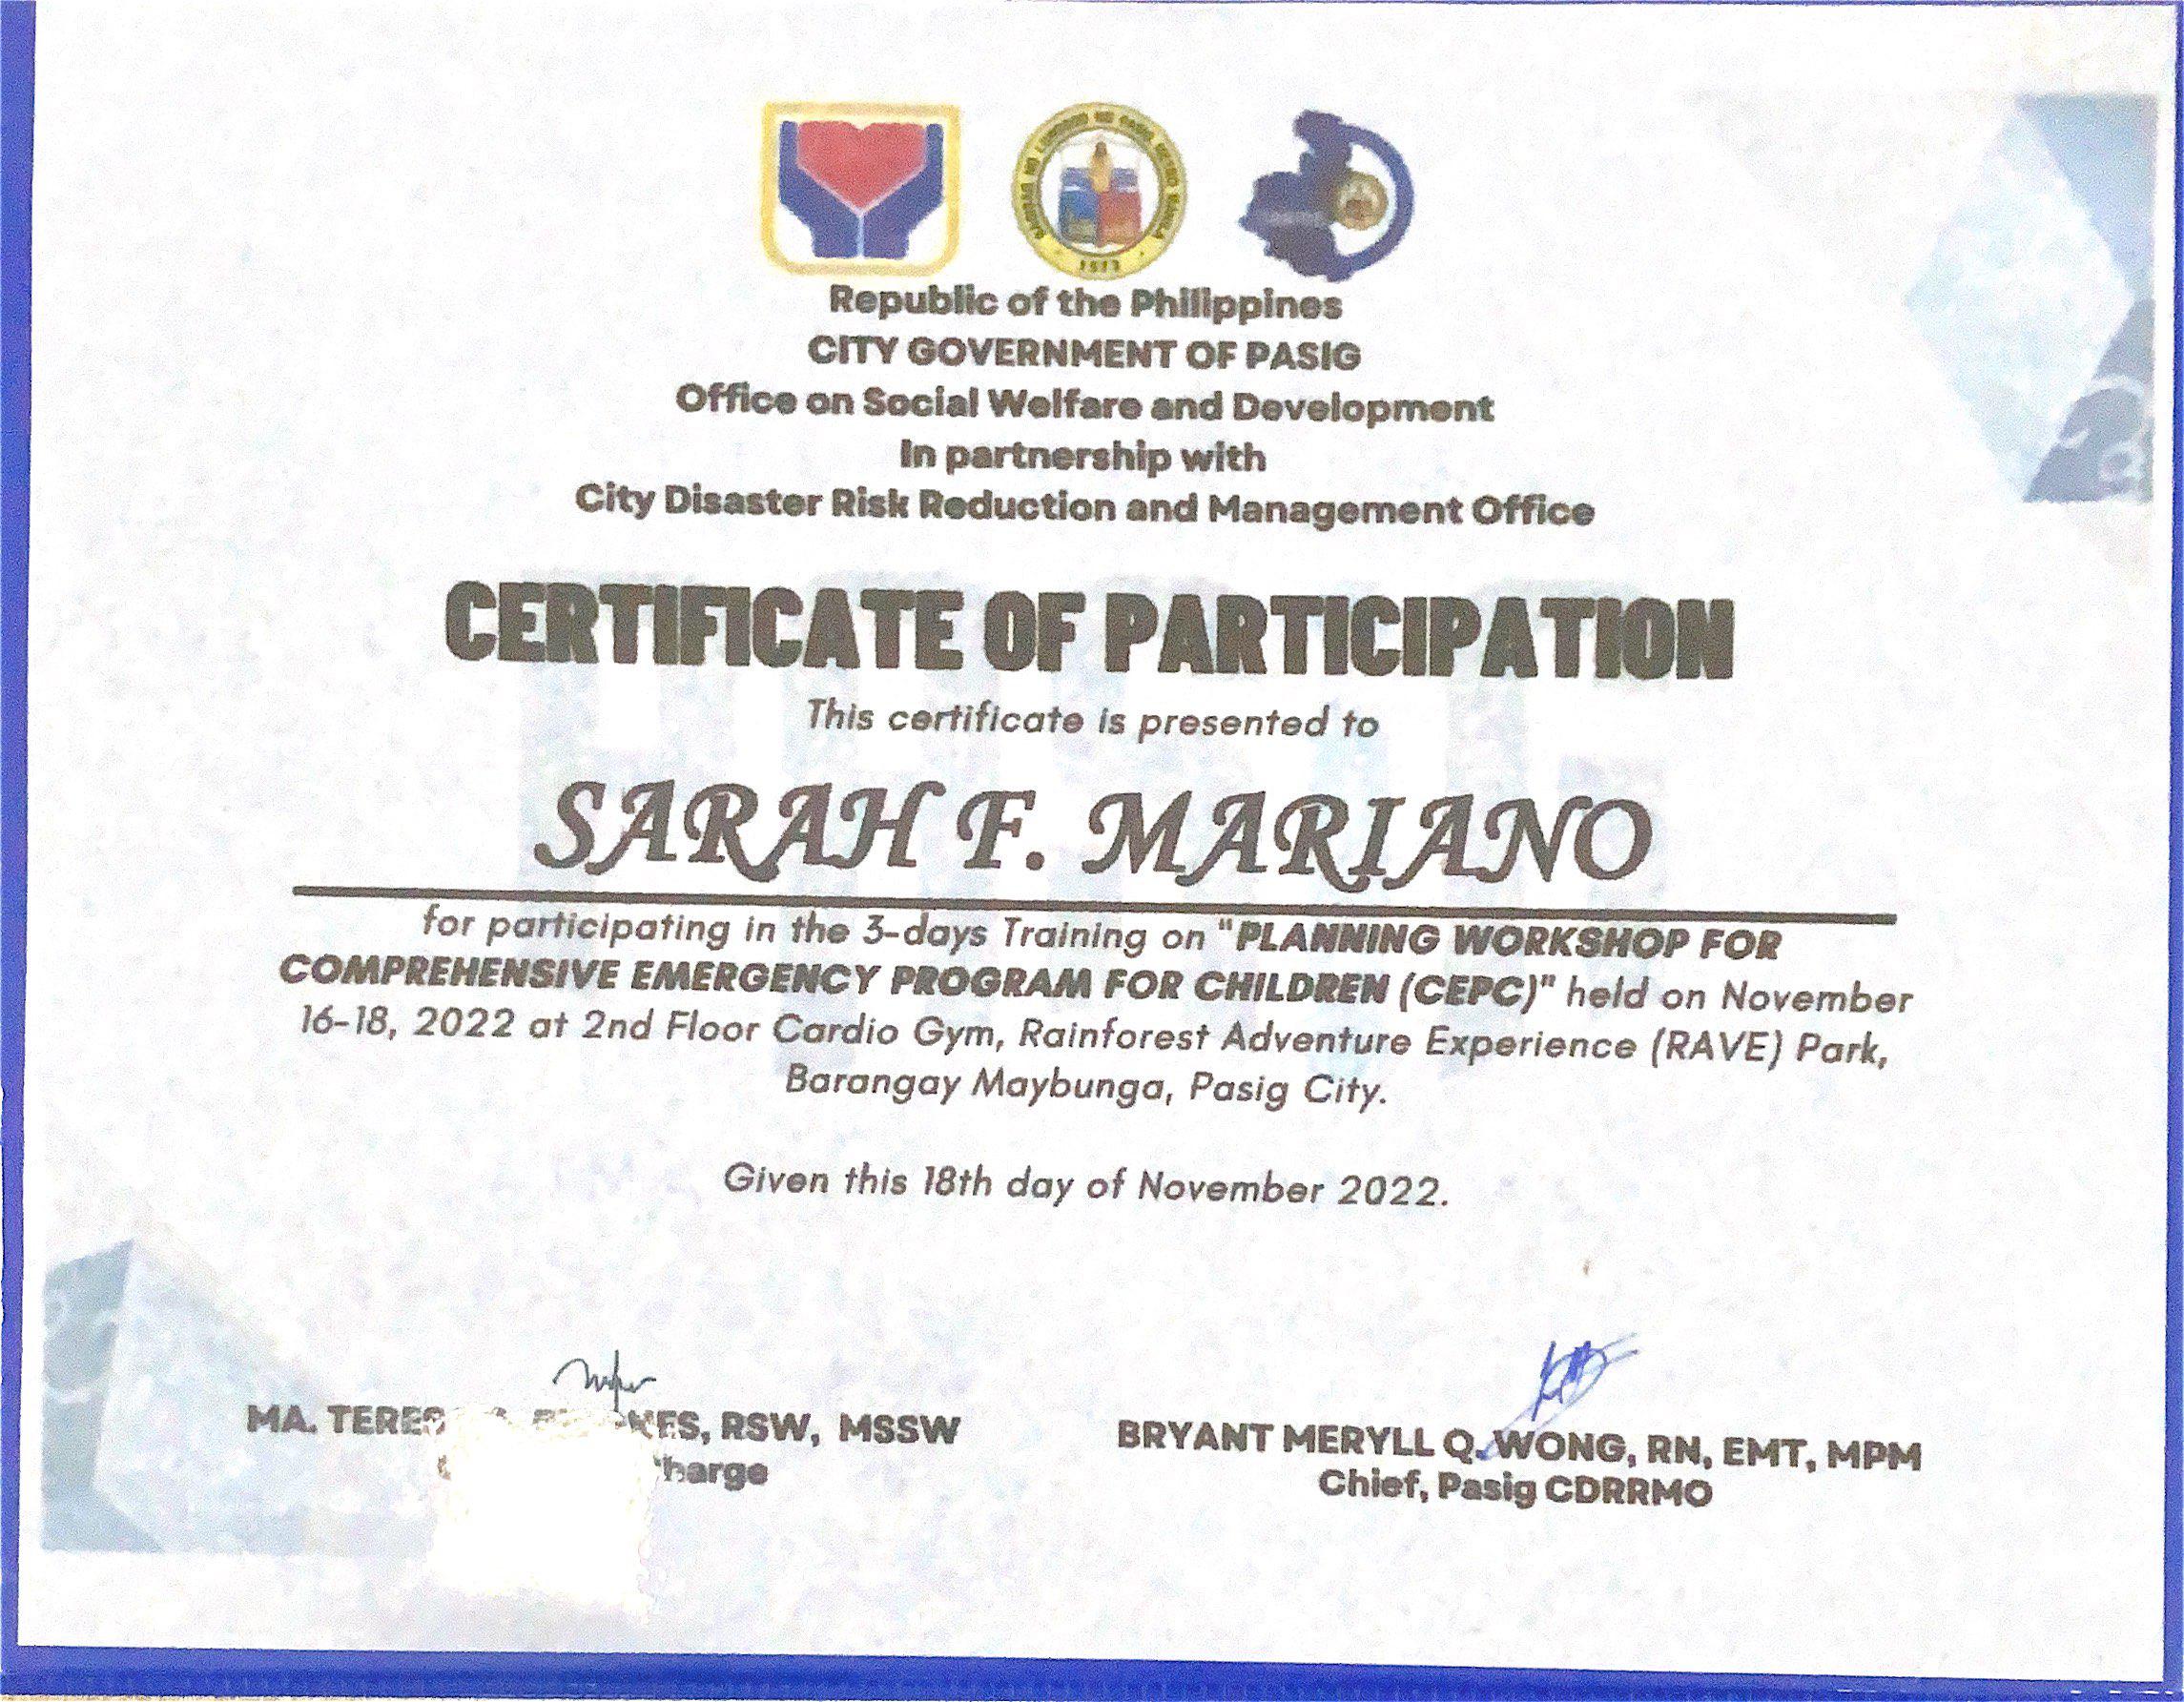 1573
Republic of the Philippines
CITY GOVERNMENT OF PASIG
Office on Social Welfare and Development
In partnership with
City Disaster Risk Reduction and Management Office
CERTIFICATE OF PARTICIPATION
This certificate is presented to
SARAH F. MARIANO
for participating in the 3-days Training on "PLANNING WORKSHOP FOR
COMPREHENSIVE EMERGENCY PROGRAM FOR CHILDREN (CEPC)" held on November
16-18, 2022 at 2nd Floor Cardio Gym, Rainforest Adventure Experience (RAVE) Park,
Barangay Maybunga, Pasig City.
Given this 18th day of November 2022.
MA. RSW, MSSW
BRYANT MERYLL Q. WONG, RN, EMT, MPM
Chief, Pasig CDRRMO